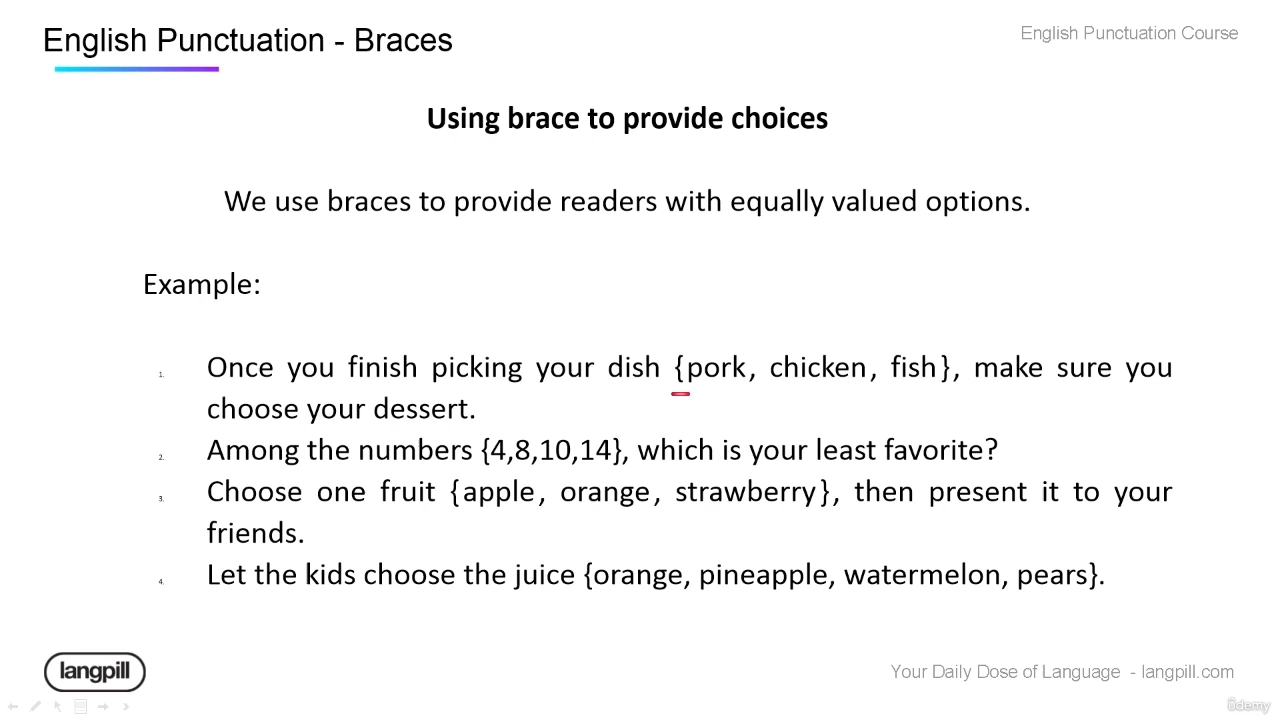 English Punctuation - Braces
English Punctuation Course
Using brace to provide choices
We use braces to provide readers with equally valued options.
Example:
1. Once you finish picking your dish {pork, chicken, fish}, make sure you
choose your dessert.
2. Among the numbers {4,8,10,14}, which is your least favorite?
3. Choose one fruit {apple, orange, strawberry}, then present it to your
friends.
4. Let the kids choose the juice {orange, pineapple, watermelon, pears}.
langpill
Your Daily Dose of Language - langpill.com
ûdemy